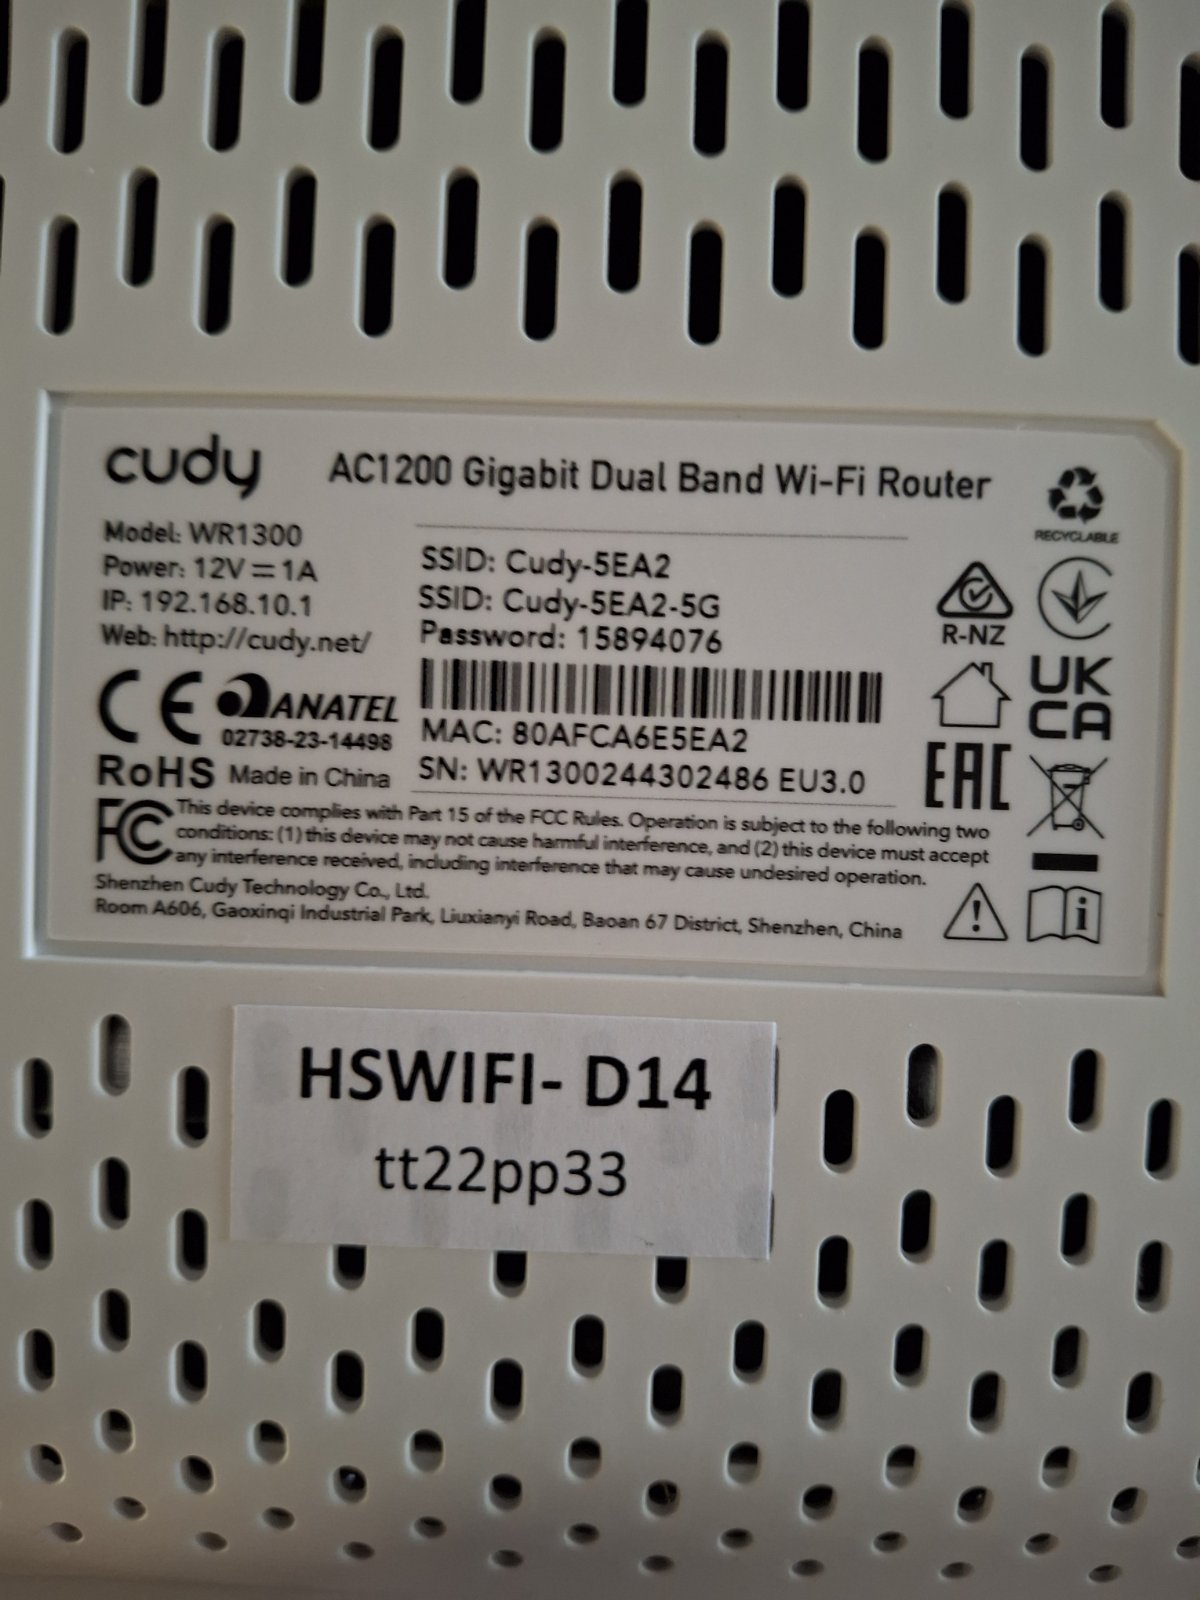 cudy AC1200 Gigabit Dual Band Wi-Fi Router
RECYCLABLE
Model: WR1300
Power: 12V⎓1A
IP: 192.168.10.1
Web: http://cudy.net/
SSID: Cudy-5EA2
SSID: Cudy-5EA2-5G
Password: 15894076
MAC: 80AFCA6E5EA2
SN: WR1300244302486 EU3.0
R-NZ
UK
CA
EAC
CE ANATEL
02738-23-14498
RoHS Made in China
FC This device complies with Part 15 of the FCC Rules. Operation is subject to the following two
conditions: (1) this device may not cause harmful interference, and (2) this device must accept
any interference received, including interference that may cause undesired operation.
Shenzhen Cudy Technology Co., Ltd.
Room A606, Gaoxinqi Industrial Park, Liuxianyi Road, Baoan 67 District, Shenzhen, China
HSWIFI- D14
tt22pp33